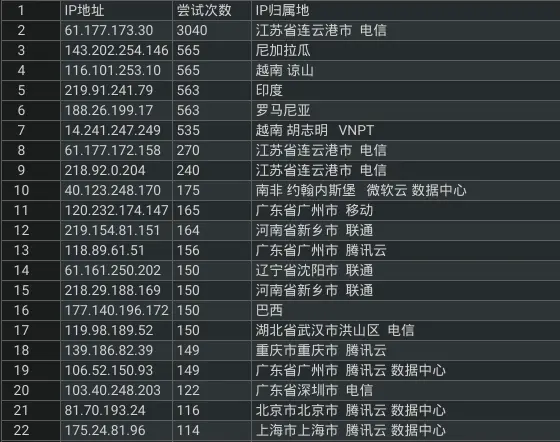 1 IP地址 尝试次数 IP归属地
2 61.177.173.30 3040 江苏省连云港市 电信
3 143.202.254.146 565 尼加拉瓜
4 116.101.253.10 565 越南 谅山
5 219.91.241.79 563 印度
6 188.26.199.17 563 罗马尼亚
7 14.241.247.249 535 越南 胡志明 VNPT
8 61.177.172.158 270 江苏省连云港市 电信
9 218.92.0.204 240 江苏省连云港市 电信
10 40.123.248.170 175 南非 约翰内斯堡 微软云 数据中心
11 120.232.174.147 165 广东省广州市 移动
12 219.154.81.151 164 河南省新乡市 联通
13 118.89.61.51 156 广东省广州市 腾讯云
14 61.161.250.202 150 辽宁省沈阳市 联通
15 218.29.188.169 150 河南省新乡市 联通
16 177.140.196.172 150 巴西
17 119.98.189.52 150 湖北省武汉市洪山区 电信
18 139.186.82.39 149 重庆市重庆市 腾讯云
19 106.52.150.93 149 广东省广州市 腾讯云 数据中心
20 103.40.248.203 122 广东省深圳市 电信
21 81.70.193.24 116 北京市北京市 腾讯云 数据中心
22 175.24.81.96 114 上海市上海市 腾讯云 数据中心